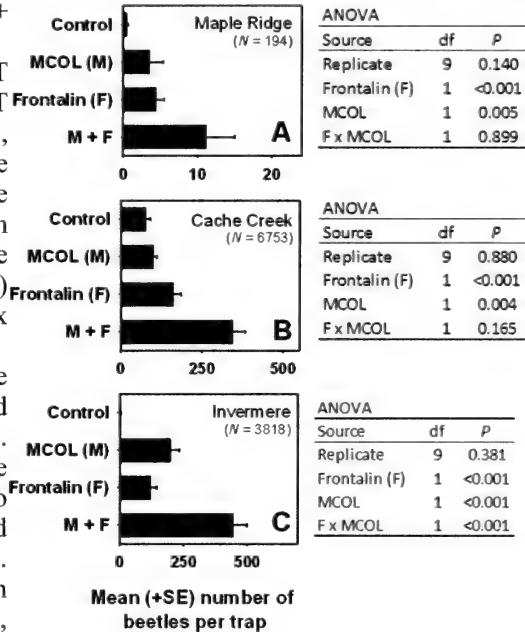 Control
MCOL (M)
Frontalin (F)
M + F
Maple Ridge
(N = 194)
A
0 10 20
ANOVA
Source df P
Replicate 9 0.140
Frontalin (F) 1 <0.001
MCOL 1 0.005
F x MCOL 1 0.899
Control
MCOL (M)
Frontalin (F)
M + F
Cache Creek
(N = 6753)
B
0 250 500
ANOVA
Source df P
Replicate 9 0.880
Frontalin (F) 1 <0.001
MCOL 1 0.004
F x MCOL 1 0.165
Control
MCOL (M)
Frontalin (F)
M + F
Invermere
(N = 3818)
C
0 250 500
ANOVA
Source df P
Replicate 9 0.381
Frontalin (F) 1 <0.001
MCOL 1 <0.001
F x MCOL 1 <0.001
Mean (+SE) number of
beetles per trap